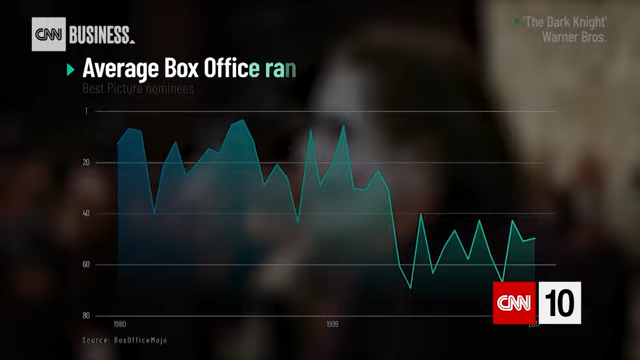 CNN BUSINESS
'The Dark Knight'
Warner Bros.
Average Box Office ran
Best Picture nominees
1
20
40
60
80
1980
1999
Source: BoxOfficeMojo
CNN 10